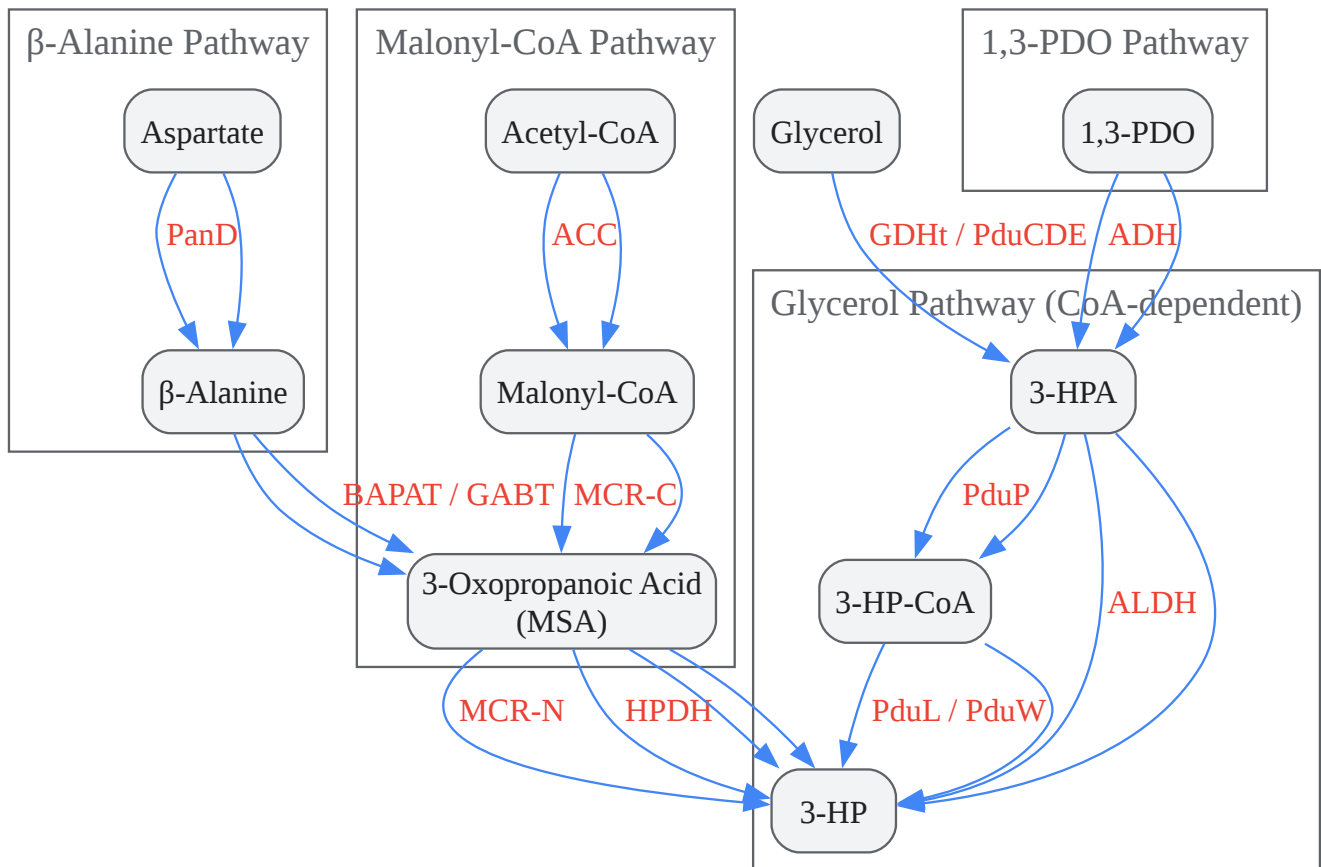 β-Alanine Pathway
Malonyl-CoA Pathway
1,3-PDO Pathway
Aspartate
Acetyl-CoA
Glycerol
1,3-PDO
PanD
ACC
GDHt / PduCDE
ADH
Glycerol Pathway (CoA-dependent)
β-Alanine
Malonyl-CoA
3-HPA
BAPAT / GABT
MCR-C
PduP
3-Oxopropanoic Acid
(MSA)
3-HP-CoA
ALDH
MCR-N
HPDH
PduL / PduW
3-HP